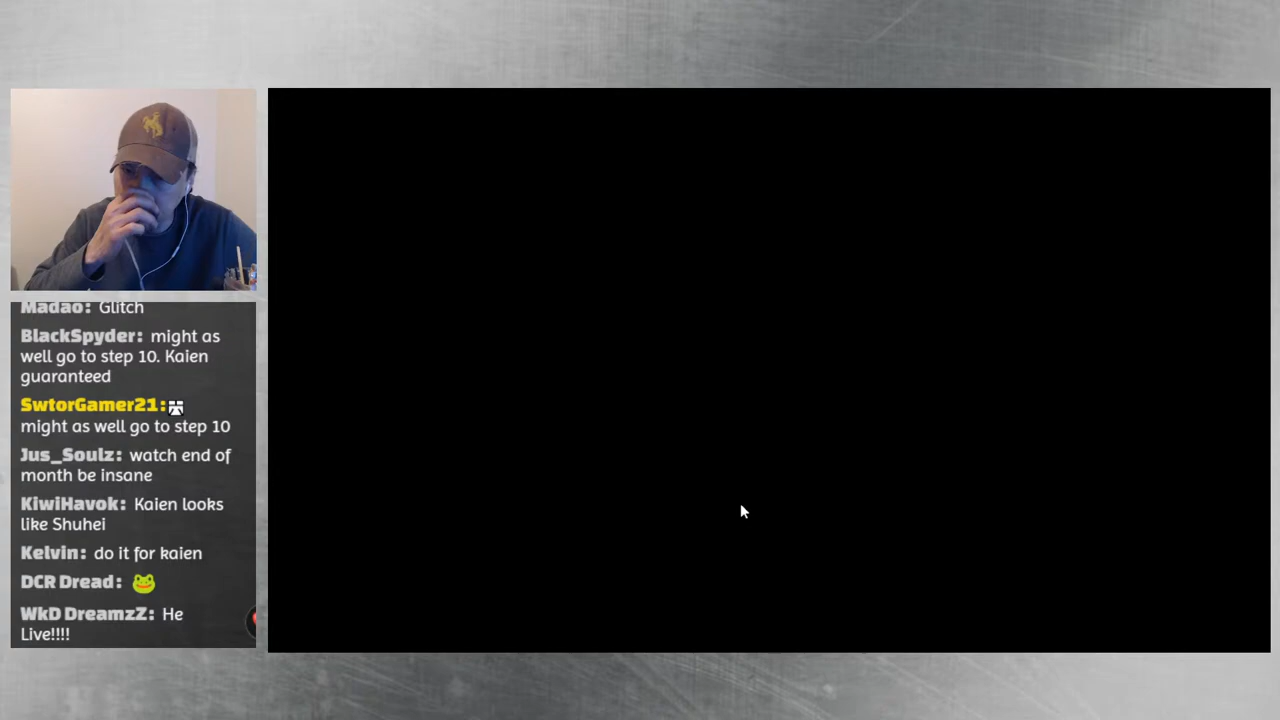 Madao: Glitch
BlackSpyder: might as
well go to step 10. Kaien
guaranteed
SwtorGamer21:
might as well go to step 10
Jus_Soulz: watch end of
month be insane
KiwiHavok: Kaien looks
like Shuhei
Kelvin: do it for kaien
DCR Dread: 🐸
WkD DreamzZ: He
Live!!!!